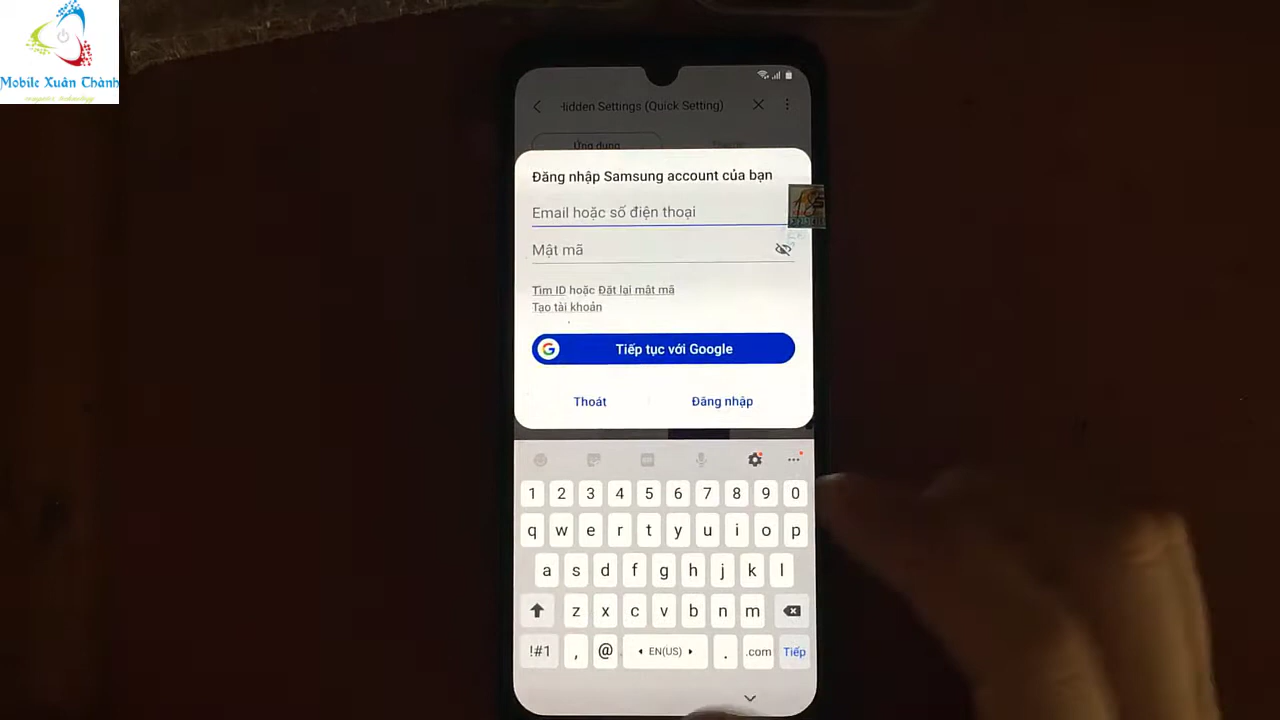 Mobile Xuân Thành
Hidden Settings (Quick Setting)
Ứng dụng
Đăng nhập Samsung account của bạn
Email hoặc số điện thoại
Mật mã
Tìm ID hoặc Đặt lại mật mã
Tạo tài khoản
Tiếp tục với Google
Thoát
Đăng nhập
1 2 3 4 5 6 7 8 9 0
q w e r t y u i o p
a s d f g h j k l
z x c v b n m
!#1 , @ EN(US) . .com Tiếp